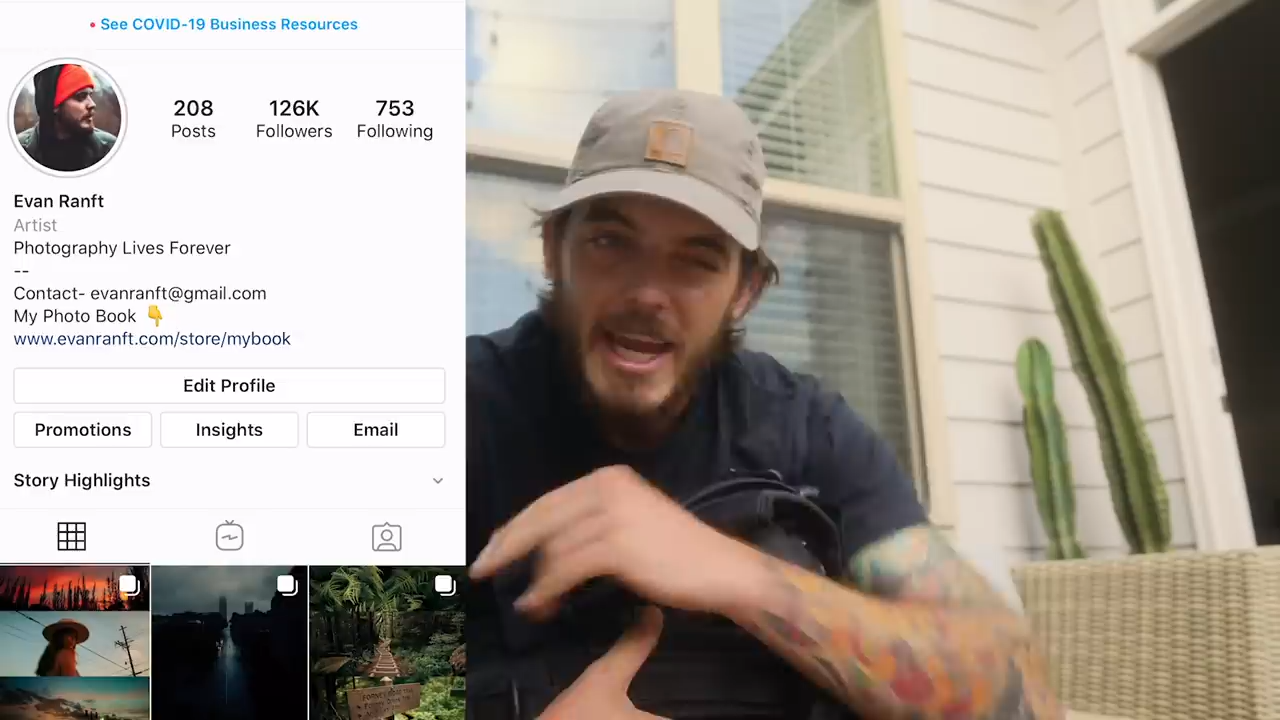 See COVID-19 Business Resources
208 126K 753
Posts Followers Following
Evan Ranft
Artist
Photography Lives Forever
--
Contact- evanranft@gmail.com
My Photo Book 👇
www.evanranft.com/store/mybook
Edit Profile
Promotions Insights Email
Story Highlights